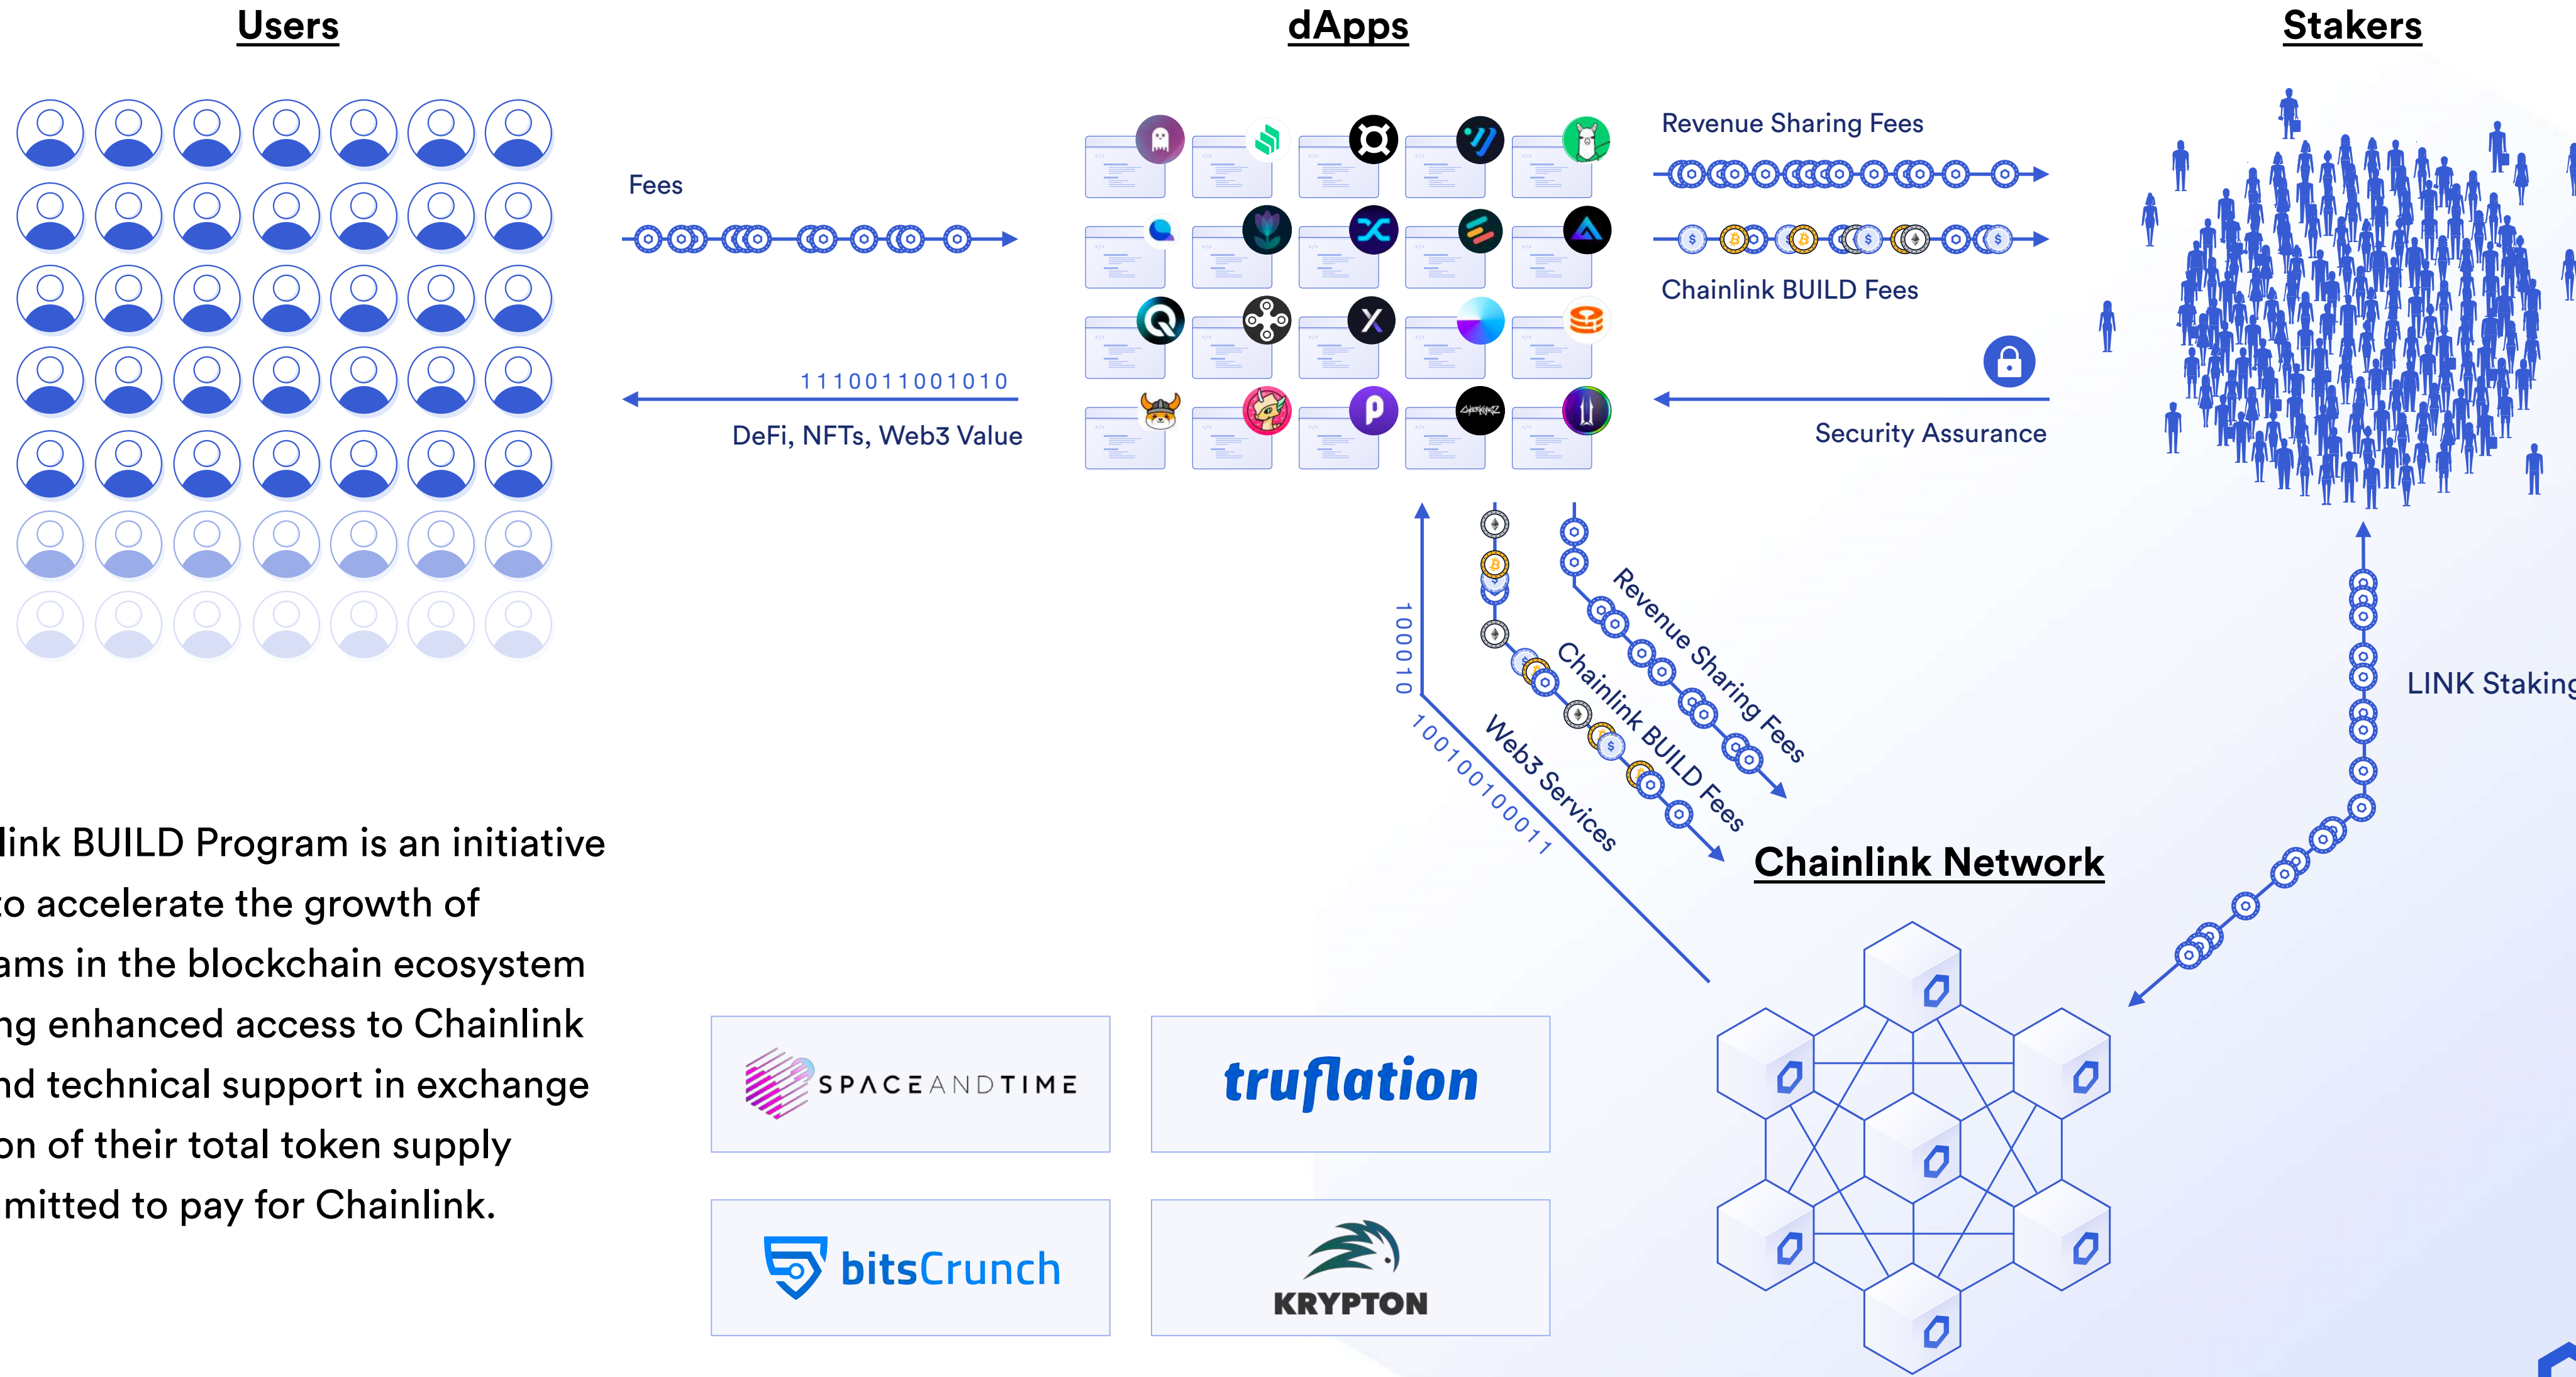 Users
dApps
Stakers
Fees
1110011001010
DeFi, NFTs, Web3 Value
Revenue Sharing Fees
Chainlink BUILD Fees
Security Assurance
100010
100100100011
Web3 Services
Chainlink BUILD Fees
Revenue Sharing Fees
LINK Staking
Chainlink Network
link BUILD Program is an initiative
to accelerate the growth of
ams in the blockchain ecosystem
ng enhanced access to Chainlink
nd technical support in exchange
on of their total token supply
mitted to pay for Chainlink.
SPACEANDTIME
truflation
bitsCrunch
KRYPTON